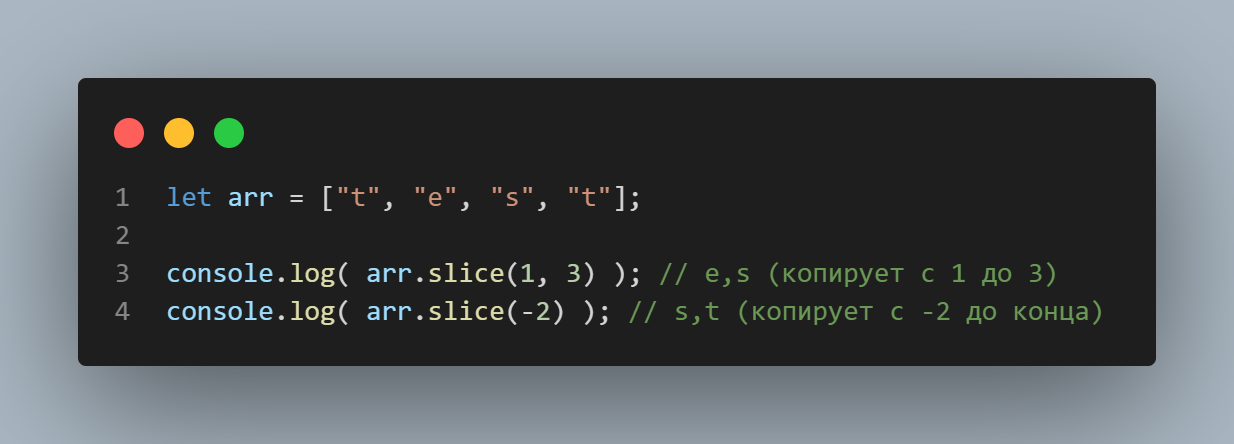 1 let arr = ["t", "e", "s", "t"];
2
3 console.log( arr.slice(1, 3) ); // e,s (копирует с 1 до 3)
4 console.log( arr.slice(-2) ); // s,t (копирует с -2 до конца)